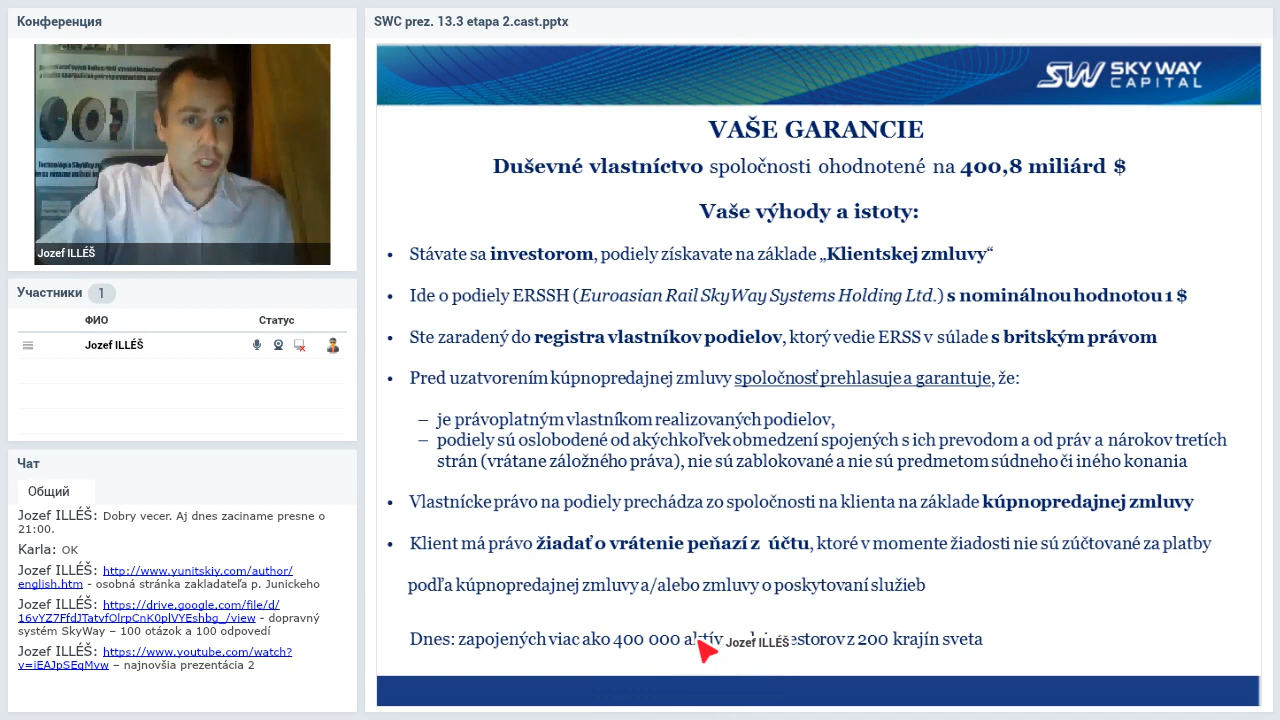 Конференция
Jozef ILLÉŠ
Участники 1
ФИО Статус
Jozef ILLÉŠ
Чат
Общий
Jozef ILLÉŠ: Dobry vecer. Aj dnes zaciname presne o
21:00.
Karla: OK
Jozef ILLÉŠ: http://www.yunitskiy.com/author/
english.htm - osobná stránka zakladateľa p. Junickeho
Jozef ILLÉŠ: https://drive.google.com/file/d/
16vYZ7FfdJTatvfOlrpCnK0plVYEshbg_/view - dopravný
systém SkyWay – 100 otázok a 100 odpovedí
Jozef ILLÉŠ: https://www.youtube.com/watch?
v=iEAJpSEqMvw – najnovšia prezentácia 2
SWC prez. 13.3 etapa 2.cast.pptx
SW SKY WAY
CAPITAL
VAŠE GARANCIE
Duševné vlastníctvo spoločnosti ohodnotené na 400,8 miliárd $
Vaše výhody a istoty:
• Stávate sa investorom, podiely získavate na základe „Klientskej zmluvy“
• Ide o podiely ERSSH (Euroasian Rail SkyWay Systems Holding Ltd.) s nominálnou hodnotou 1 $
• Ste zaradený do registra vlastníkov podielov, ktorý vedie ERSS v súlade s britským právom
• Pred uzatvorením kúpnopredajnej zmluvy spoločnosť prehlasuje a garantuje, že:
– je právoplatným vlastníkom realizovaných podielov,
– podiely sú oslobodené od akýchkoľvek obmedzení spojených s ich prevodom a od práv a nárokov tretích
strán (vrátane záložného práva), nie sú zablokované a nie sú predmetom súdneho či iného konania
• Vlastnícke právo na podiely prechádza zo spoločnosti na klienta na základe kúpnopredajnej zmluvy
• Klient má právo žiadať o vrátenie peňazí z účtu, ktoré v momente žiadosti nie sú zúčtované za platby
podľa kúpnopredajnej zmluvy a/alebo zmluvy o poskytovaní služieb
Dnes: zapojených viac ako 400 000 z 200 krajín sveta
Jozef ILLÉŠ